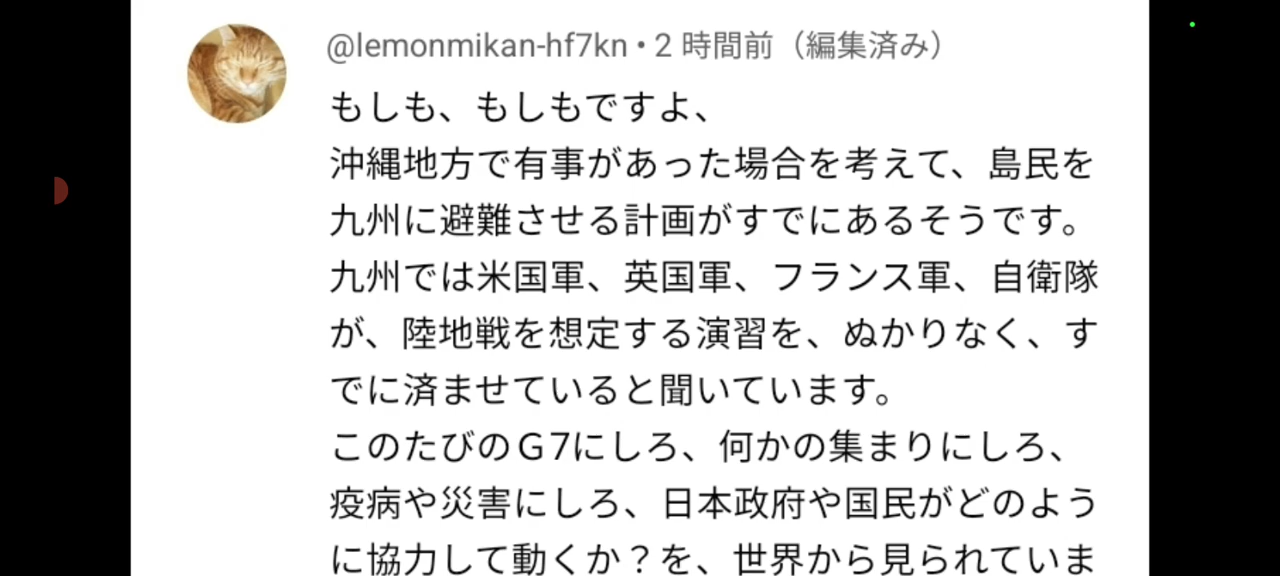 @lemonmikan-hf7kn • 2 時間前（編集済み）
もしも、もしもですよ、
沖縄地方で有事があった場合を考えて、島民を
九州に避難させる計画がすでにあるそうです。
九州では米国軍、英国軍、フランス軍、自衛隊
が、陸地戦を想定する演習を、ぬかりなく、す
でに済ませていると聞いています。
このたびのＧ7にしろ、何かの集まりにしろ、
疫病や災害にしろ、日本政府や国民がどのよう
に協力して動くか？を、世界から見られていま